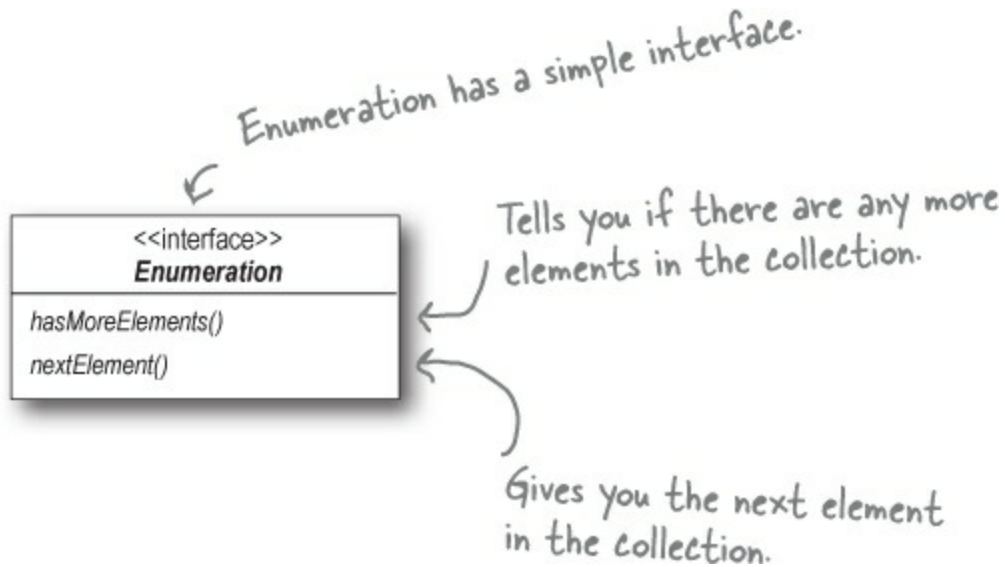 Enumeration has a simple interface.
<<interface>>
Enumeration
hasMoreElements()
nextElement()
Tells you if there are any more
elements in the collection.
Gives you the next element
in the collection.